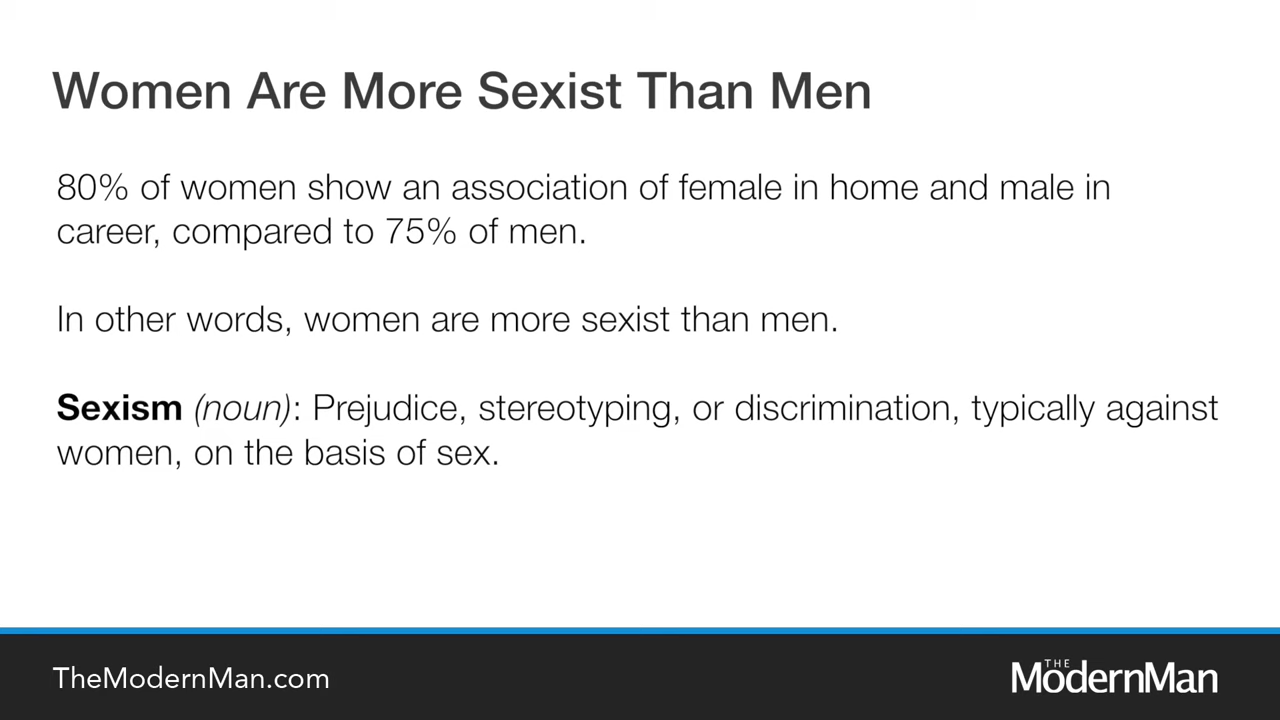 Women Are More Sexist Than Men
80% of women show an association of female in home and male in
career, compared to 75% of men.
In other words, women are more sexist than men.
Sexism (noun): Prejudice, stereotyping, or discrimination, typically against
women, on the basis of sex.
TheModernMan.com
THE
ModernMan